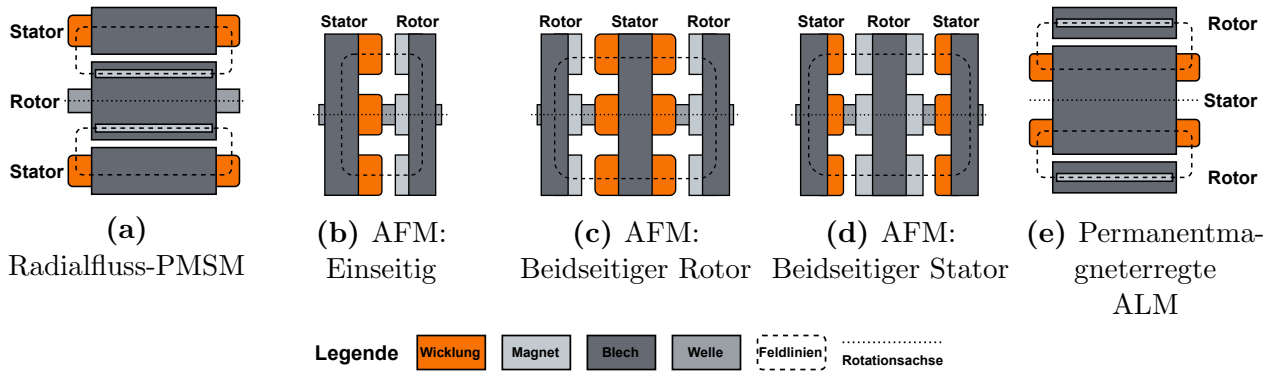 Stator
Rotor
Stator
(a)
Radialfluss-PMSM
Stator Rotor
(b) AFM:
Einseitig
Rotor Stator Rotor
(c) AFM:
Beidseitiger Rotor
Stator Rotor Stator
(d) AFM:
Beidseitiger Stator
Rotor
Stator
Rotor
(e) Permanentma-
gneterregte
ALM
Legende
Wicklung
Magnet
Blech
Welle
Feldlinien
Rotationsachse